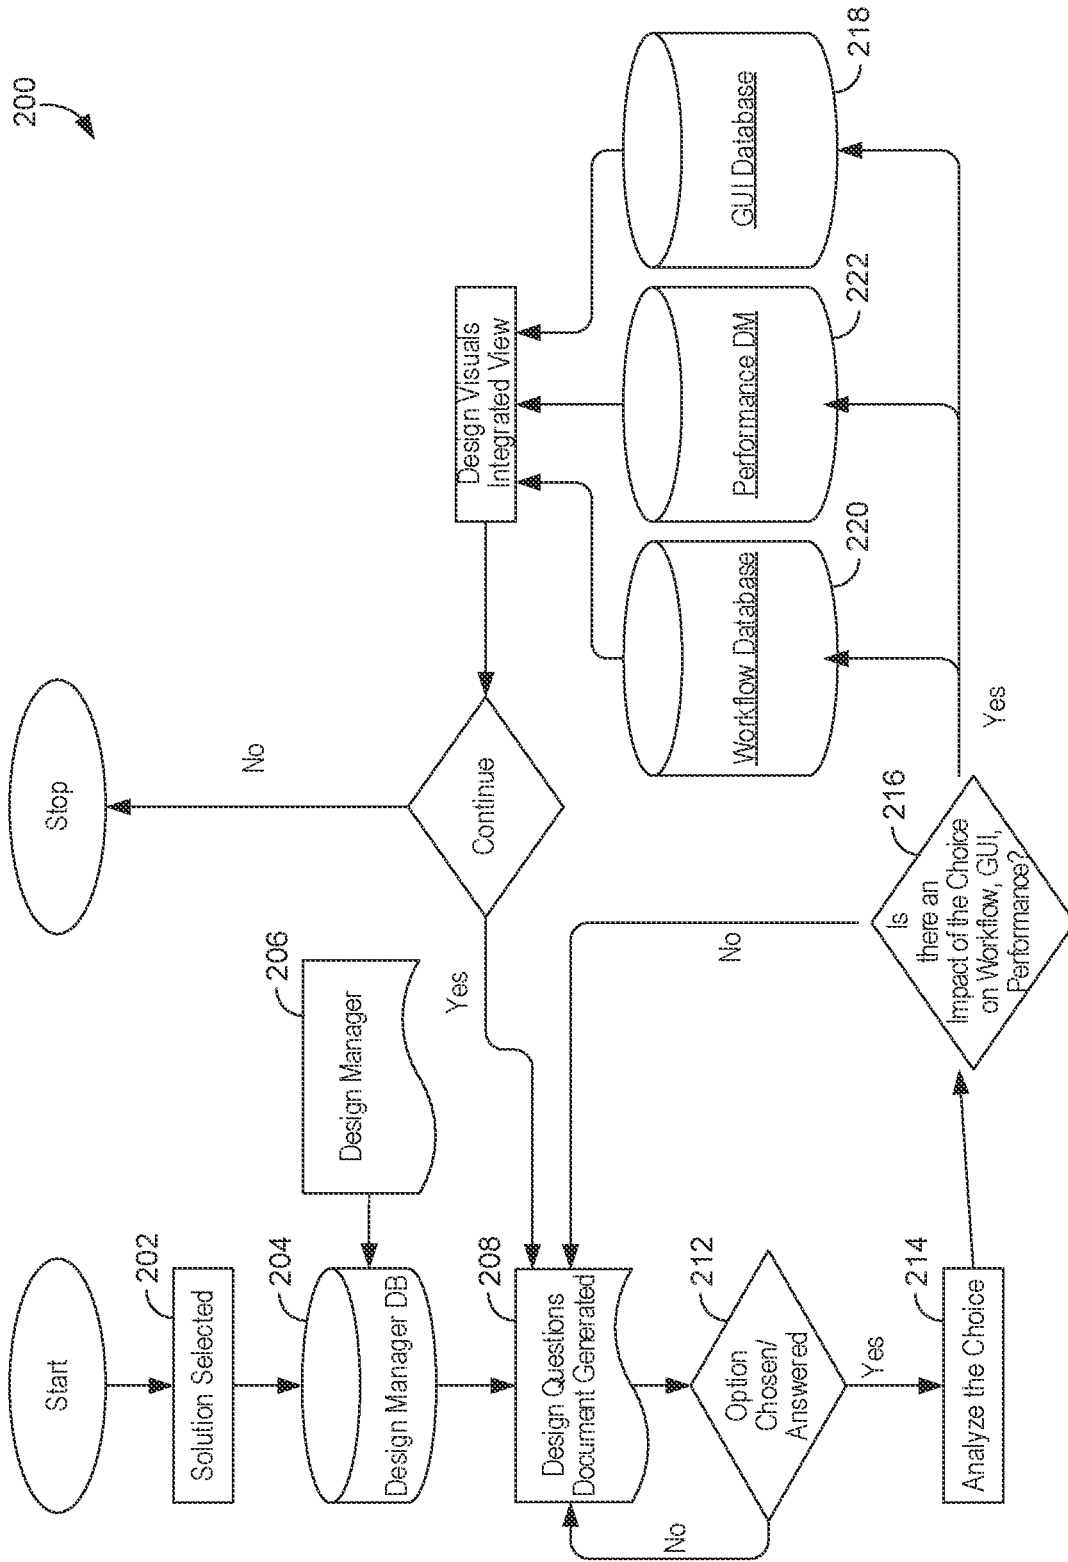 200
Start
Solution Selected
202
Design Manager DB
204
Design Manager
206
Design Questions
Document Generated
208
Option
Chosen/
Answered
212
No
Yes
Analyze the Choice
214
Is
there an
Impact of the Choice
on Workflow, GUI,
Performance?
216
No
Yes
Workflow Database
220
Performance DM
222
GUI Database
218
Design Visuals
Integrated View
Continue
Yes
No
Stop